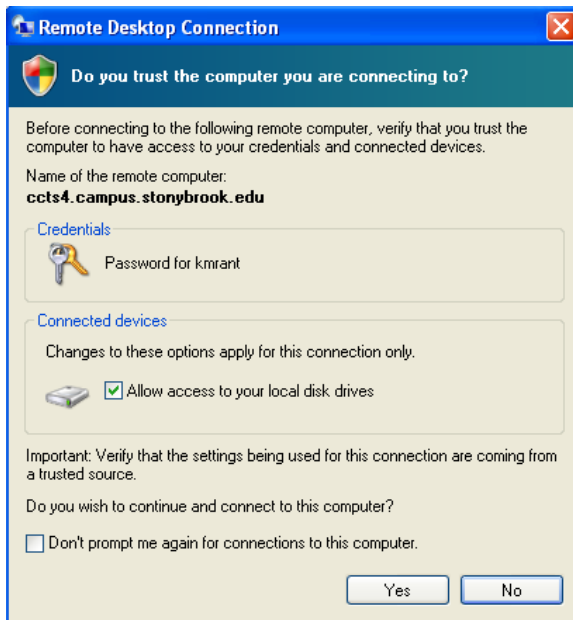 Remote Desktop Connection
Do you trust the computer you are connecting to?
Before connecting to the following remote computer, verify that you trust the
computer to have access to your credentials and connected devices.
Name of the remote computer:
ccts4.campus.stonybrook.edu
Credentials
Password for kmrant
Connected devices
Changes to these options apply for this connection only.
Allow access to your local disk drives
Important: Verify that the settings being used for this connection are coming from
a trusted source.
Do you wish to continue and connect to this computer?
Don't prompt me again for connections to this computer.
Yes No